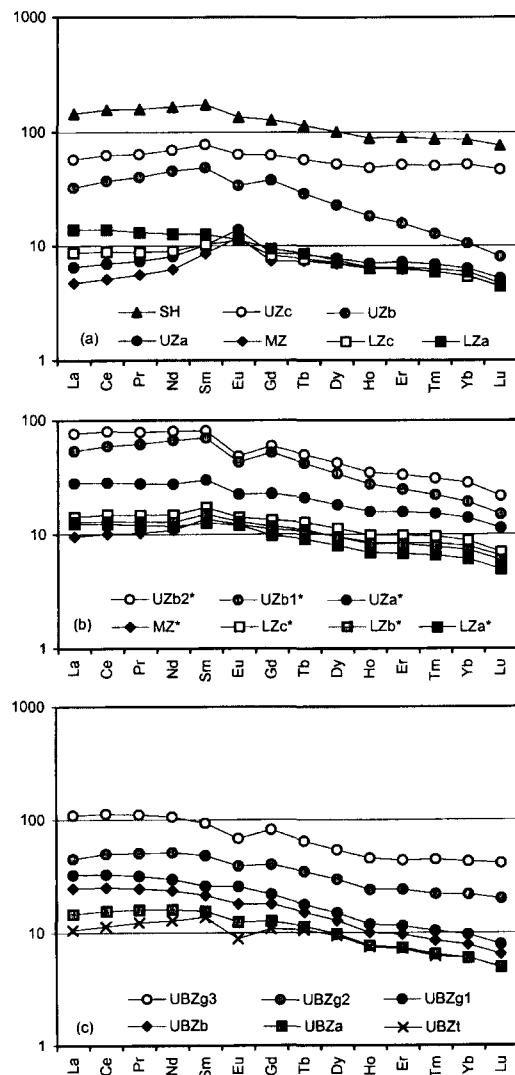 1000
100
10
1
SH UZc UZb
(a) UZa MZ LZc LZa
La Ce Pr Nd Sm Eu Gd Tb Dy Ho Er Tm Yb Lu
100
10
1
UZb2* UZb1* UZa*
(b) MZ* LZc* LZb* LZa*
La Ce Pr Nd Sm Eu Gd Tb Dy Ho Er Tm Yb Lu
1000
100
10
1
UBZg3 UBZg2 UBZg1
(c) UBZb UBZa UBZt
La Ce Pr Nd Sm Eu Gd Tb Dy Ho Er Tm Yb Lu